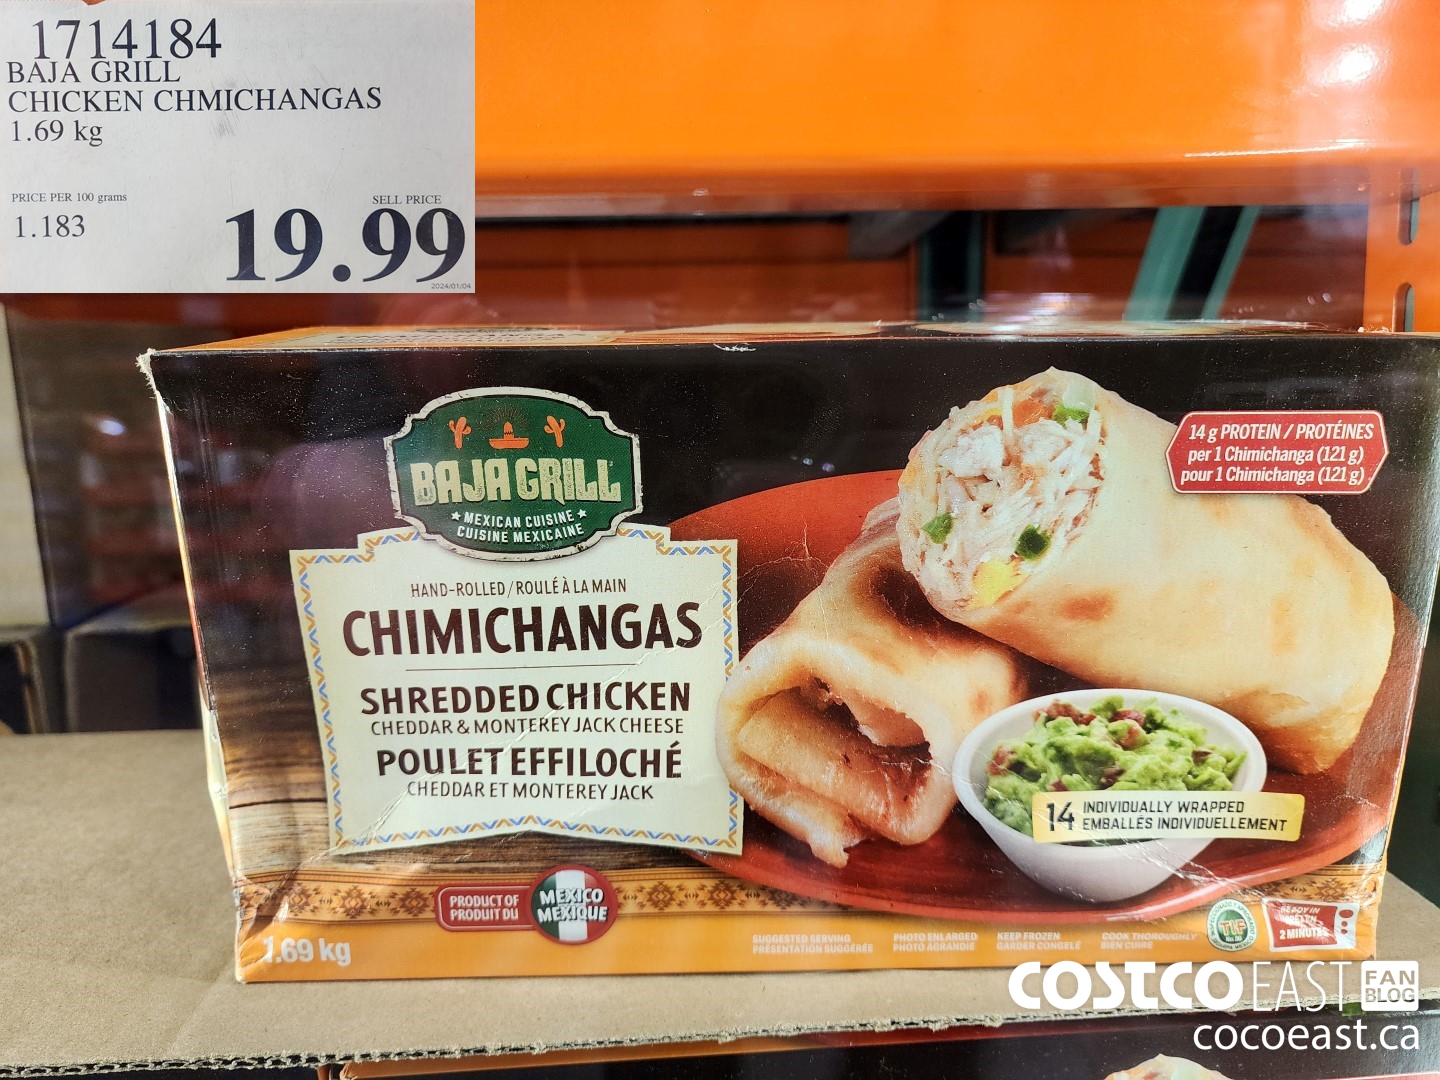 1714184
BAJA GRILL
CHICKEN CHMICHANGAS
1.69 kg
PRICE PER 100 grams
1.183
SELL PRICE
19.99
2024/01/04
BAJA GRILL
MEXICAN CUISINE
CUISINE MEXICAINE
HAND-ROLLED / ROULÉ À LA MAIN
CHIMICHANGAS
SHREDDED CHICKEN
CHEDDAR & MONTEREY JACK CHEESE
POULET EFFILOCHÉ
CHEDDAR ET MONTEREY JACK
14 g PROTEIN / PROTÉINES
per 1 Chimichanga (121 g)
pour 1 Chimichanga (121 g)
14 INDIVIDUALLY WRAPPED
EMBALLÉS INDIVIDUELLEMENT
PRODUCT OF
PRODUIT DU
MEXICO
MEXIQUE
1.69 kg
SUGGESTED SERVING
PRÉSENTATION SUGGÉRÉE
PHOTO ENLARGED
PHOTO AGRANDIE
KEEP FROZEN
GARDER CONGELÉ
COOK THOROUGHLY
BIEN CUIRE
TIF
READY IN
2 MINUTES
COSTCO EAST FAN BLOG
cocoeast.ca